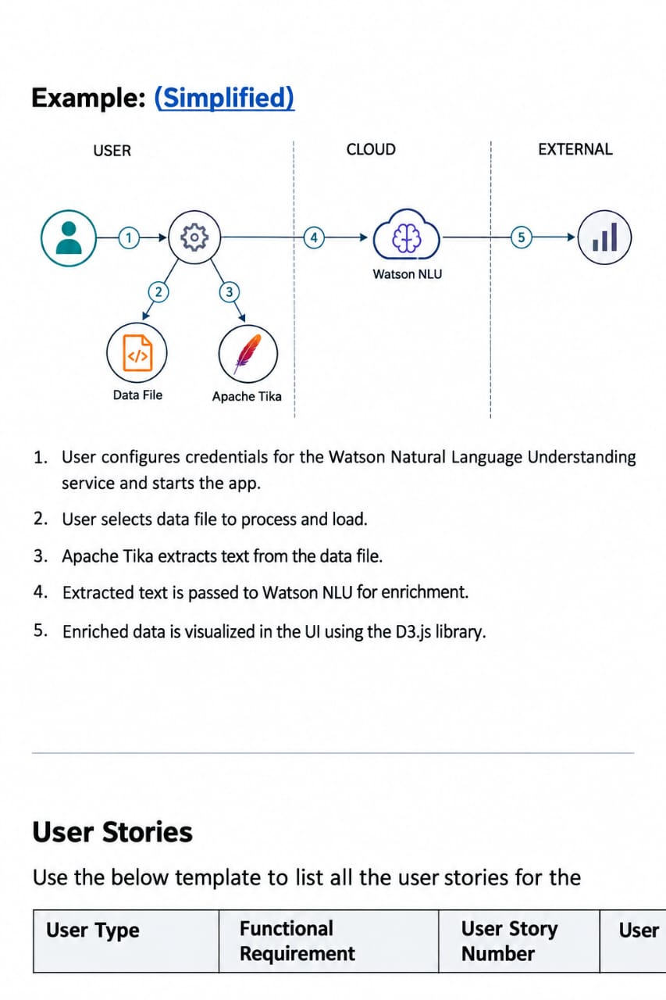 Example: (Simplified)
USER
CLOUD
EXTERNAL
1
4
5
Watson NLU
2
3
</>
Data File
Apache Tika
1. User configures credentials for the Watson Natural Language Understanding
service and starts the app.
2. User selects data file to process and load.
3. Apache Tika extracts text from the data file.
4. Extracted text is passed to Watson NLU for enrichment.
5. Enriched data is visualized in the UI using the D3.js library.
User Stories
Use the below template to list all the user stories for the
User Type
Functional
Requirement
User Story
Number
User